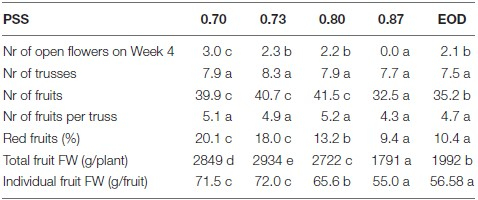 PSS 0.70 0.73 0.80 0.87 EOD
Nr of open flowers on Week 4 3.0 c 2.3 b 2.2 b 0.0 a 2.1 b
Nr of trusses 7.9 a 8.3 a 7.9 a 7.7 a 7.5 a
Nr of fruits 39.9 c 40.7 c 41.5 c 32.5 a 35.2 b
Nr of fruits per truss 5.1 a 4.9 a 5.2 a 4.3 a 4.7 a
Red fruits (%) 20.1 c 18.0 c 13.2 b 9.4 a 10.4 a
Total fruit FW (g/plant) 2849 d 2934 e 2722 c 1791 a 1992 b
Individual fruit FW (g/fruit) 71.5 c 72.0 c 65.6 b 55.0 a 56.58 a